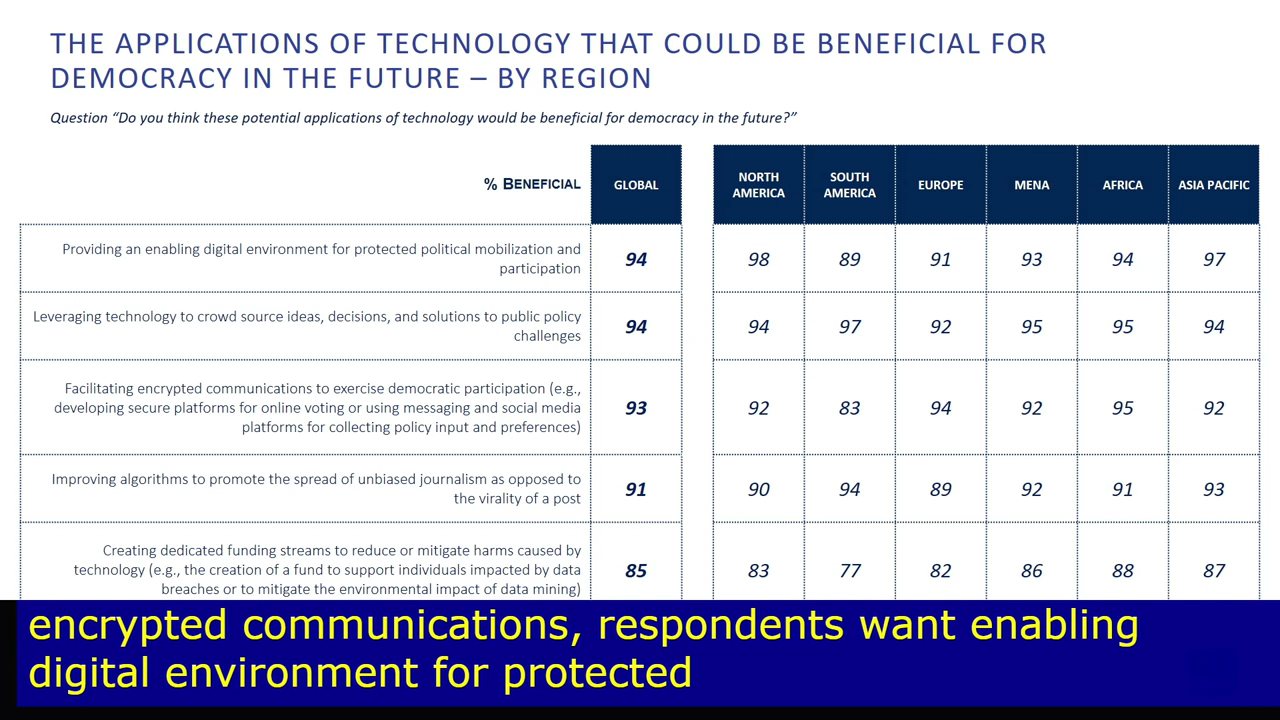 THE APPLICATIONS OF TECHNOLOGY THAT COULD BE BENEFICIAL FOR
DEMOCRACY IN THE FUTURE – BY REGION
Question “Do you think these potential applications of technology would be beneficial for democracy in the future?”
% BENEFICIAL
GLOBAL
NORTH
AMERICA
SOUTH
AMERICA
EUROPE
MENA
AFRICA
ASIA PACIFIC
Providing an enabling digital environment for protected political mobilization and
participation
94
98
89
91
93
94
97
Leveraging technology to crowd source ideas, decisions, and solutions to public policy
challenges
94
94
97
92
95
95
94
Facilitating encrypted communications to exercise democratic participation (e.g.,
developing secure platforms for online voting or using messaging and social media
platforms for collecting policy input and preferences)
93
92
83
94
92
95
92
Improving algorithms to promote the spread of unbiased journalism as opposed to
the virality of a post
91
90
94
89
92
91
93
Creating dedicated funding streams to reduce or mitigate harms caused by
technology (e.g., the creation of a fund to support individuals impacted by data
breaches or to mitigate the environmental impact of data mining)
85
83
77
82
86
88
87
encrypted communications, respondents want enabling
digital environment for protected